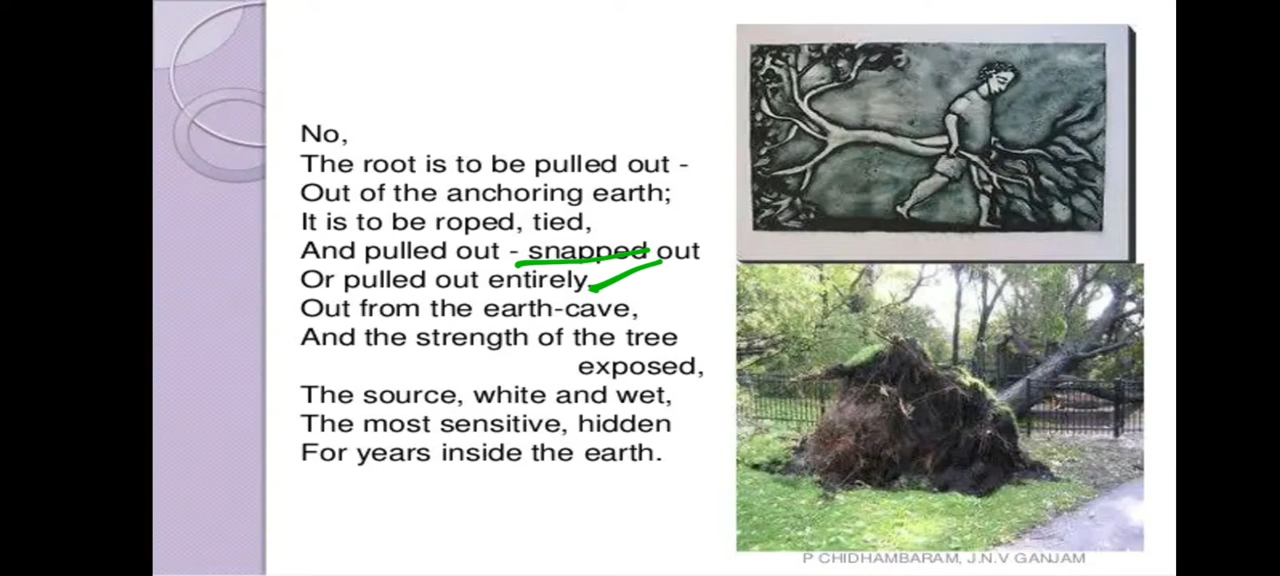 No,
The root is to be pulled out -
Out of the anchoring earth;
It is to be roped, tied,
And pulled out - snapped out
Or pulled out entirely,
Out from the earth-cave,
And the strength of the tree
exposed,
The source, white and wet,
The most sensitive, hidden
For years inside the earth.
P CHIDHAMBARAM, J.N.V GANJAM